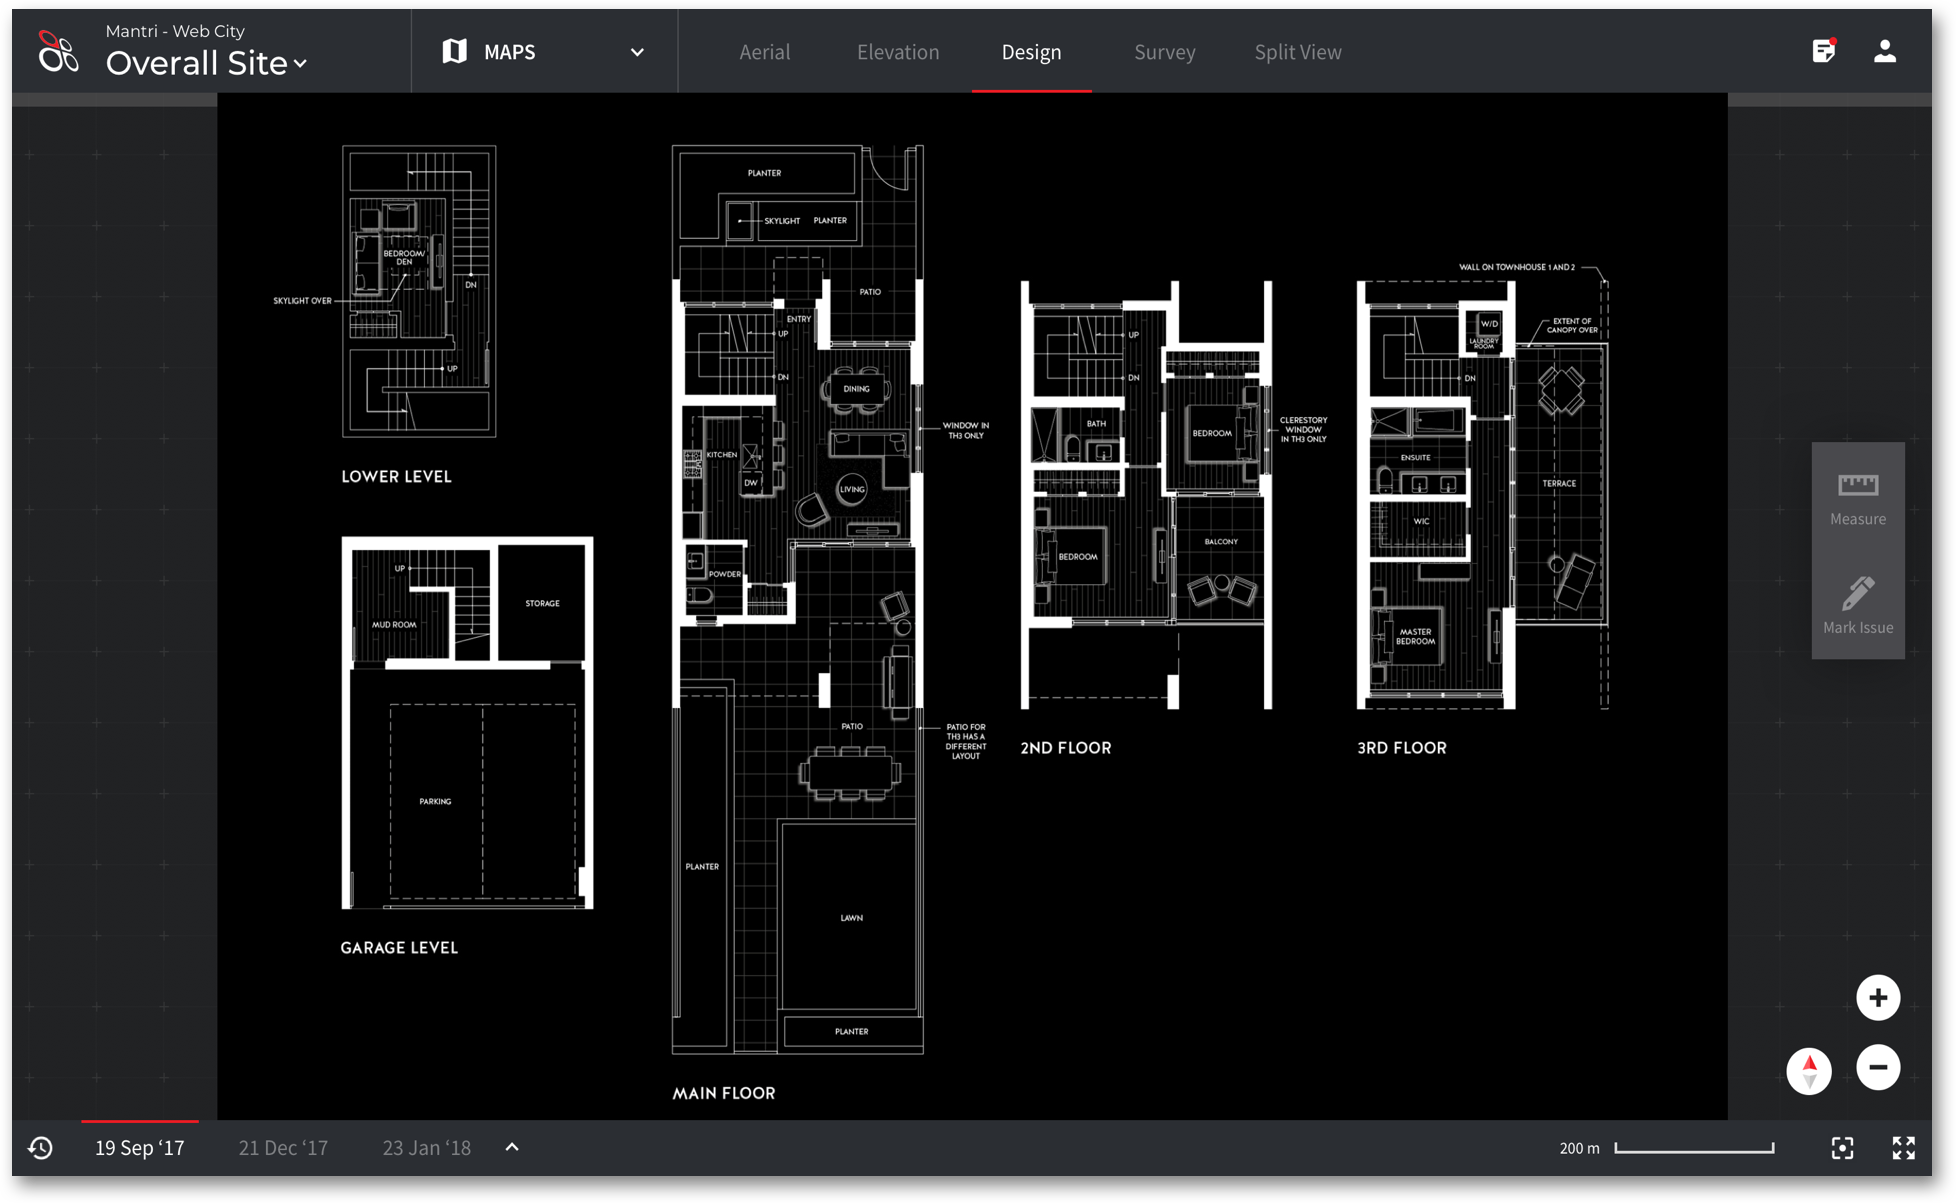 Mantri - Web City
Overall Site
MAPS
Aerial
Elevation
Design
Survey
Split View
BEDROOM/
DEN
DN
SKYLIGHT OVER
UP
LOWER LEVEL
UP
STORAGE
MUD ROOM
PARKING
GARAGE LEVEL
PLANTER
SKYLIGHT
PLANTER
PATIO
ENTRY
UP
DN
DINING
WINDOW IN
TH3 ONLY
KITCHEN
DW
LIVING
POWDER
PATIO
PATIO FOR
TH3 HAS A
DIFFERENT
LAYOUT
PLANTER
LAWN
PLANTER
MAIN FLOOR
UP
DN
BATH
BEDROOM
CLERESTORY
WINDOW
IN TH3 ONLY
BEDROOM
BALCONY
2ND FLOOR
WALL ON TOWNHOUSE 1 AND 2
W/D
LAUNDRY
ROOM
EXTENT OF
CANOPY OVER
DN
ENSUITE
TERRACE
WIC
MASTER
BEDROOM
3RD FLOOR
Measure
Mark Issue
19 Sep ‘17
21 Dec ‘17
23 Jan ‘18
200 m